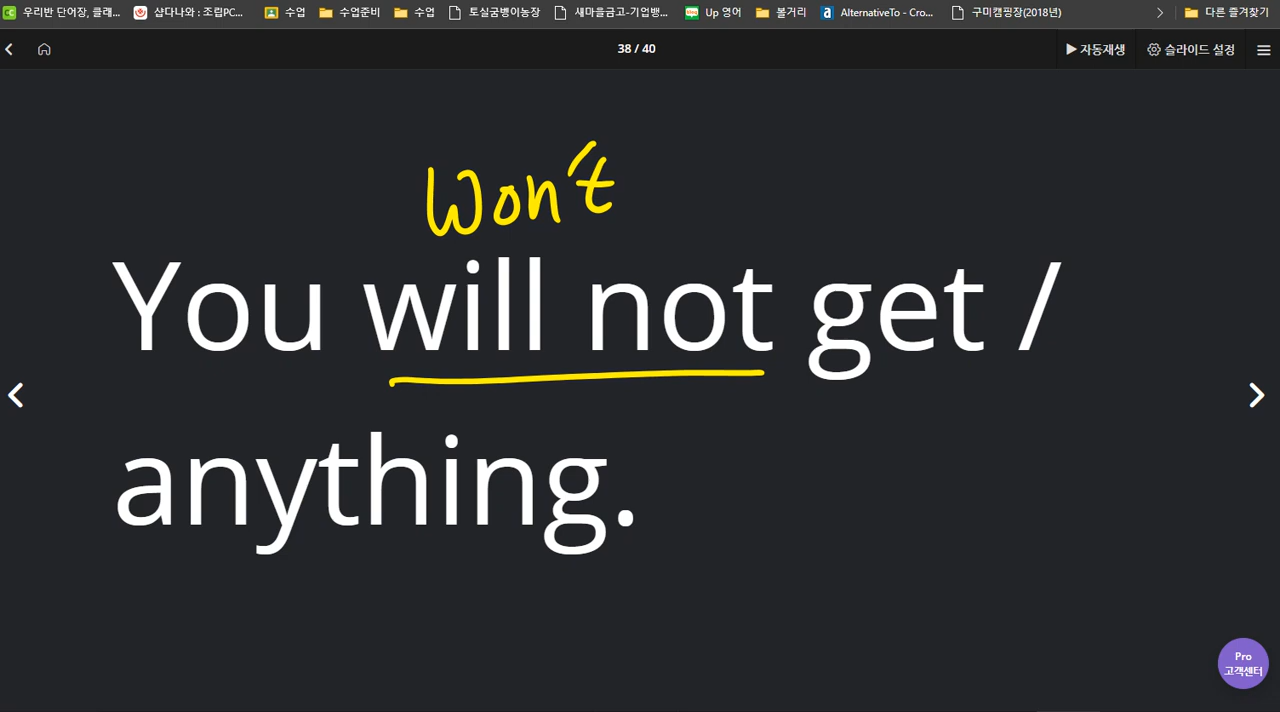 우리반 단어장, 클래... 샵다나와 : 조립PC... 수업 수업준비 수업 토실굼벵이농장 새마을금고-기업뱅... Up 영어 볼거리 AlternativeTo - Cro... 구미캠핑장(2018년) 다른 즐겨찾기
38 / 40 자동재생 슬라이드 설정
Won't
You will not get /
anything.
Pro
고객센터